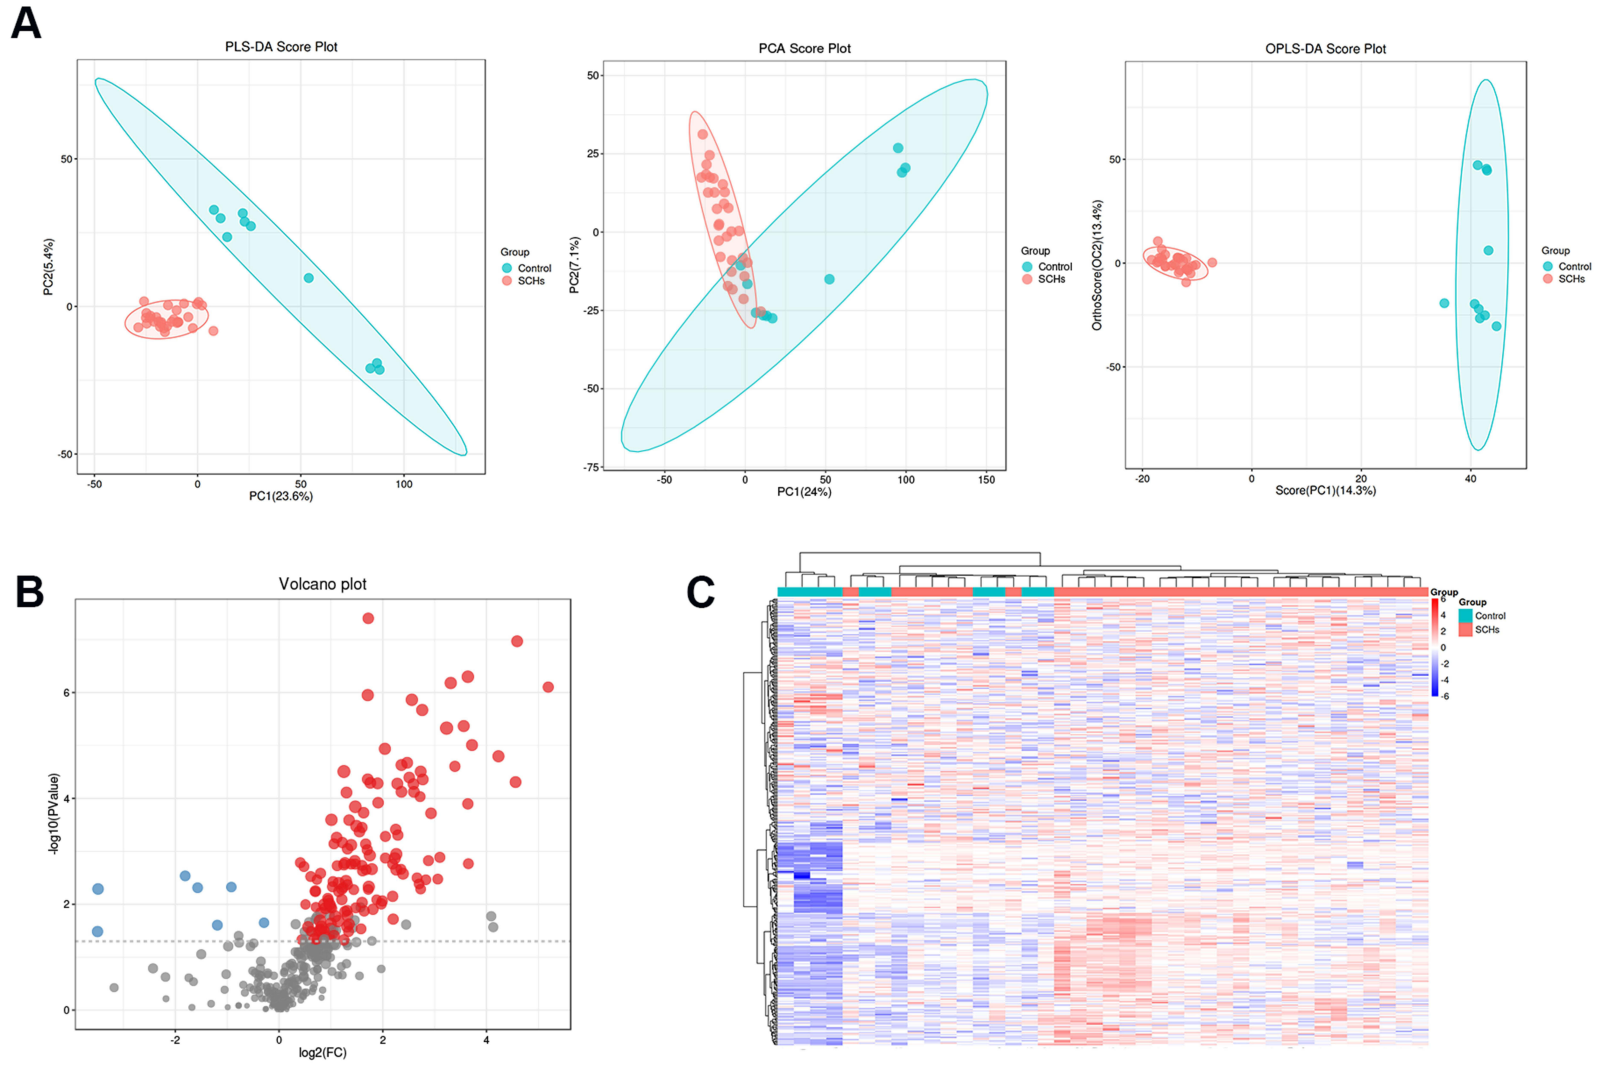 A
PLS-DA Score Plot
PC2(5.4%)
50
0
-50
-50
0
50
100
PC1(23.6%)
Group
Control
SCHs
PCA Score Plot
PC2(7.1%)
50
25
0
-25
-50
-75
-50
0
50
100
150
PC1(24%)
Group
Control
SCHs
OPLS-DA Score Plot
OrthoScore(OC2)(13.4%)
50
0
-50
-20
0
20
40
Score(PC1)(14.3%)
Group
Control
SCHs
B
Volcano plot
-log10(PValue)
6
4
2
0
-2
0
2
4
log2(FC)
C
Group
6
4
2
0
-2
-4
-6
Group
Control
SCHs